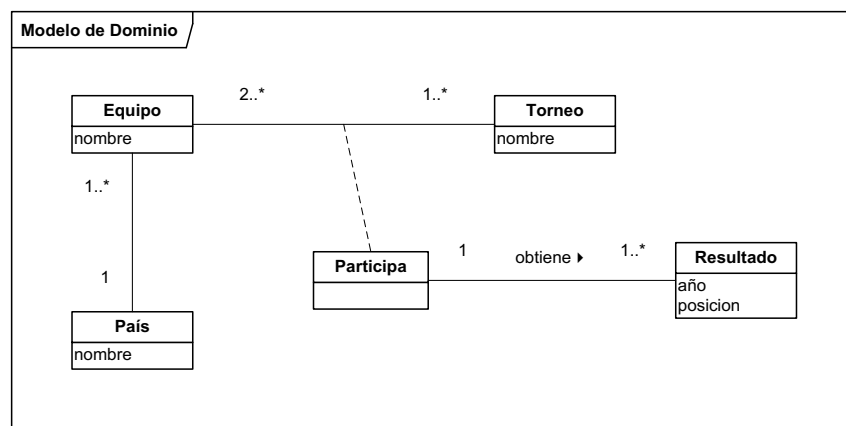 Modelo de Dominio
2..*
1..*
Equipo
nombre
Torneo
nombre
1..*
Participa
1
obtiene
1..*
Resultado
año
posicion
1
País
nombre